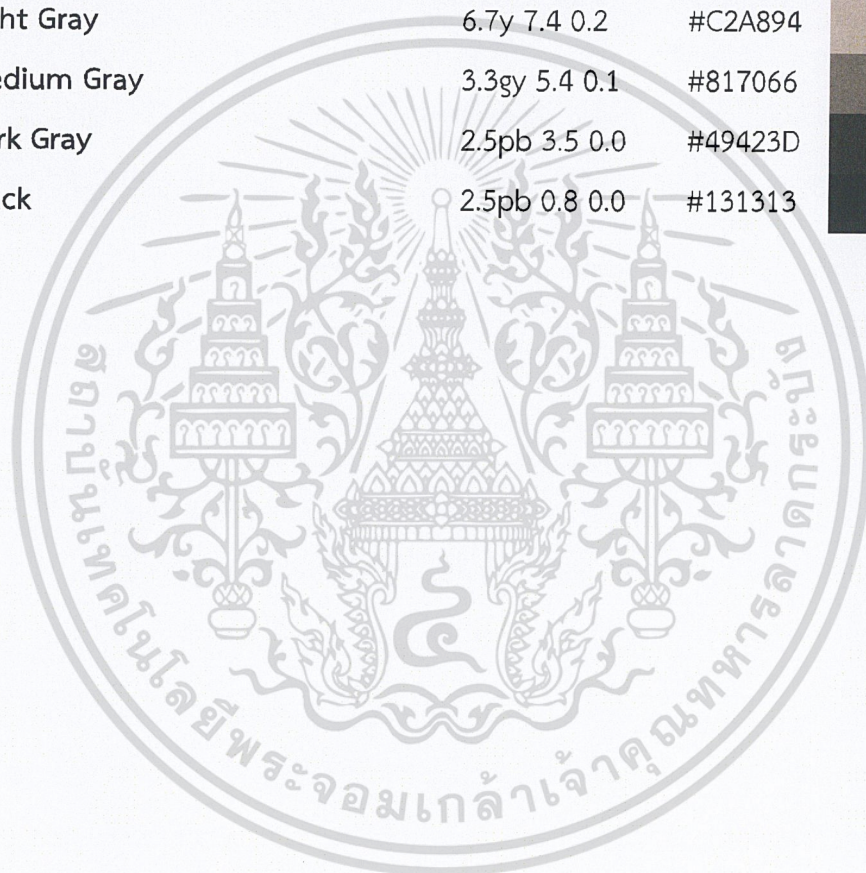 ht Gray 6.7y 7.4 0.2 #C2A894
edium Gray 3.3gy 5.4 0.1 #817066
rk Gray 2.5pb 3.5 0.0 #49423D
ck 2.5pb 0.8 0.0 #131313
สถาบันเทคโนโลยีพระจอมเกล้าเจ้าคุณทหารลาดกระบัง
๔